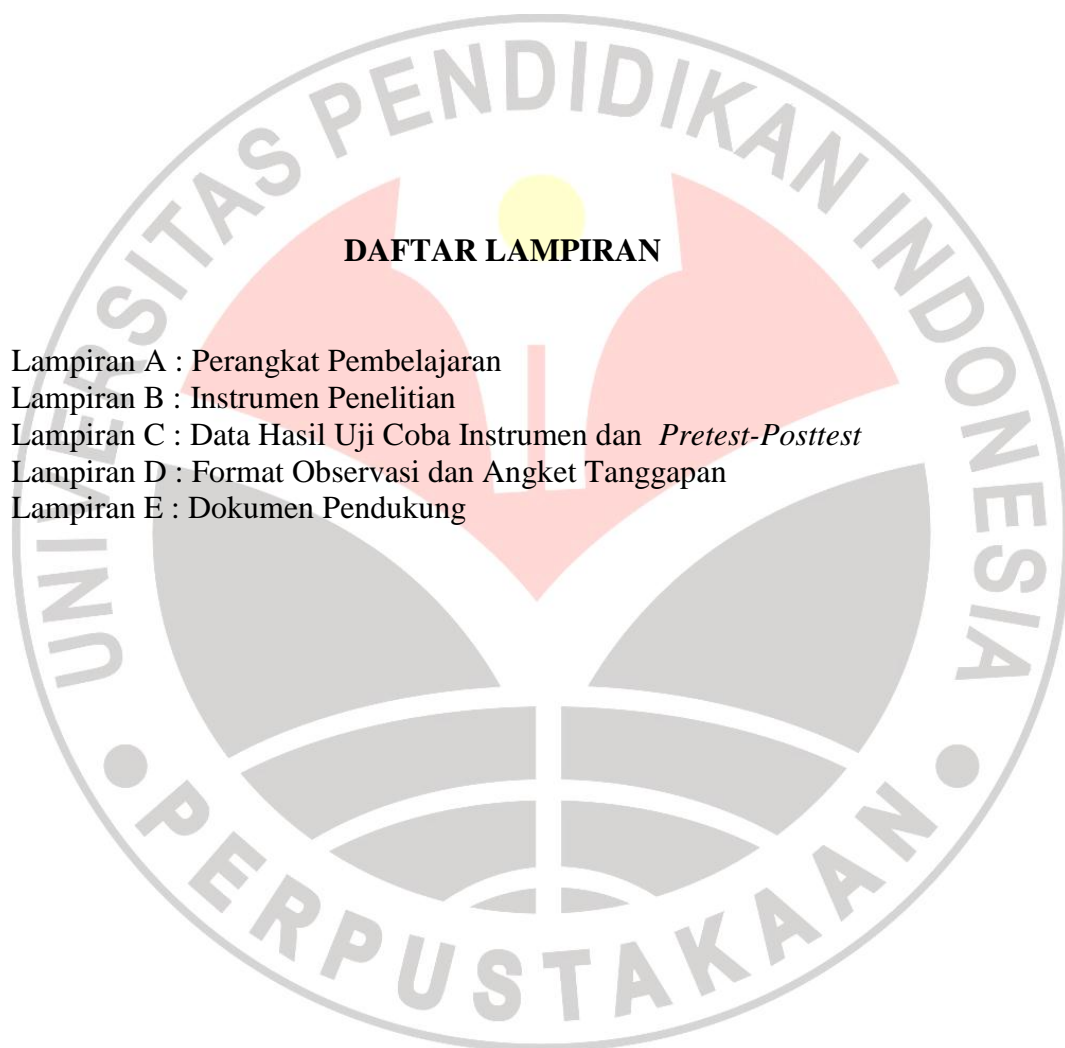 UNIVERSITAS PENDIDIKAN INDONESIA
DAFTAR LAMPIRAN
Lampiran A : Perangkat Pembelajaran
Lampiran B : Instrumen Penelitian
Lampiran C : Data Hasil Uji Coba Instrumen dan Pretest-Posttest
Lampiran D : Format Observasi dan Angket Tanggapan
Lampiran E : Dokumen Pendukung
PERPUSTAKAAN